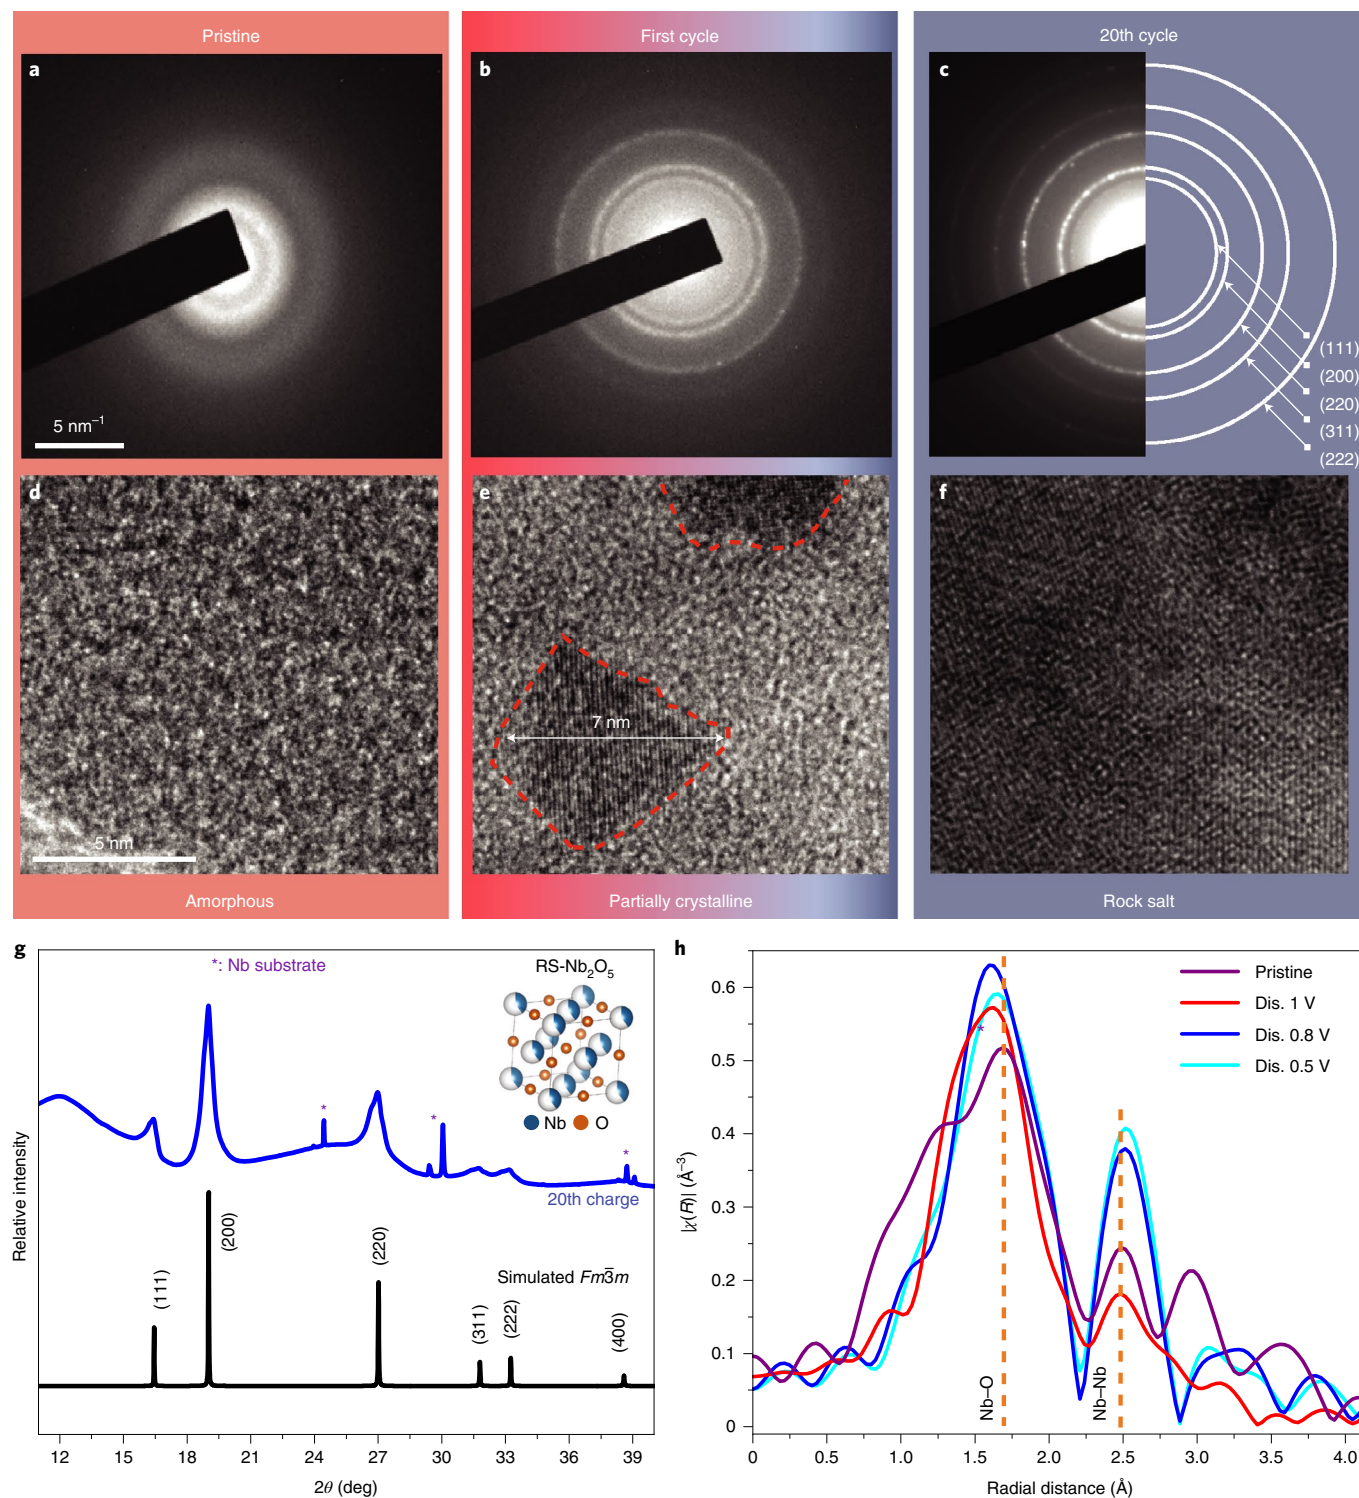 Pristine
First cycle
20th cycle
a
b
c
5 nm⁻¹
(111)
(200)
(220)
(311)
(222)
d
e
f
7 nm
5 nm
Amorphous
Partially crystalline
Rock salt
g
*: Nb substrate
RS-Nb₂O₅
Nb
O
*
*
*
20th charge
Simulated Fm3̅m
(111)
(200)
(220)
(311)
(222)
(400)
Relative intensity
12 15 18 21 24 27 30 33 36 39
2θ (deg)
h
Pristine
Dis. 1 V
Dis. 0.8 V
Dis. 0.5 V
*
Nb–O
Nb–Nb
|χ(R)| (Å⁻³)
0.6
0.5
0.4
0.3
0.2
0.1
0
0 0.5 1.0 1.5 2.0 2.5 3.0 3.5 4.0
Radial distance (Å)